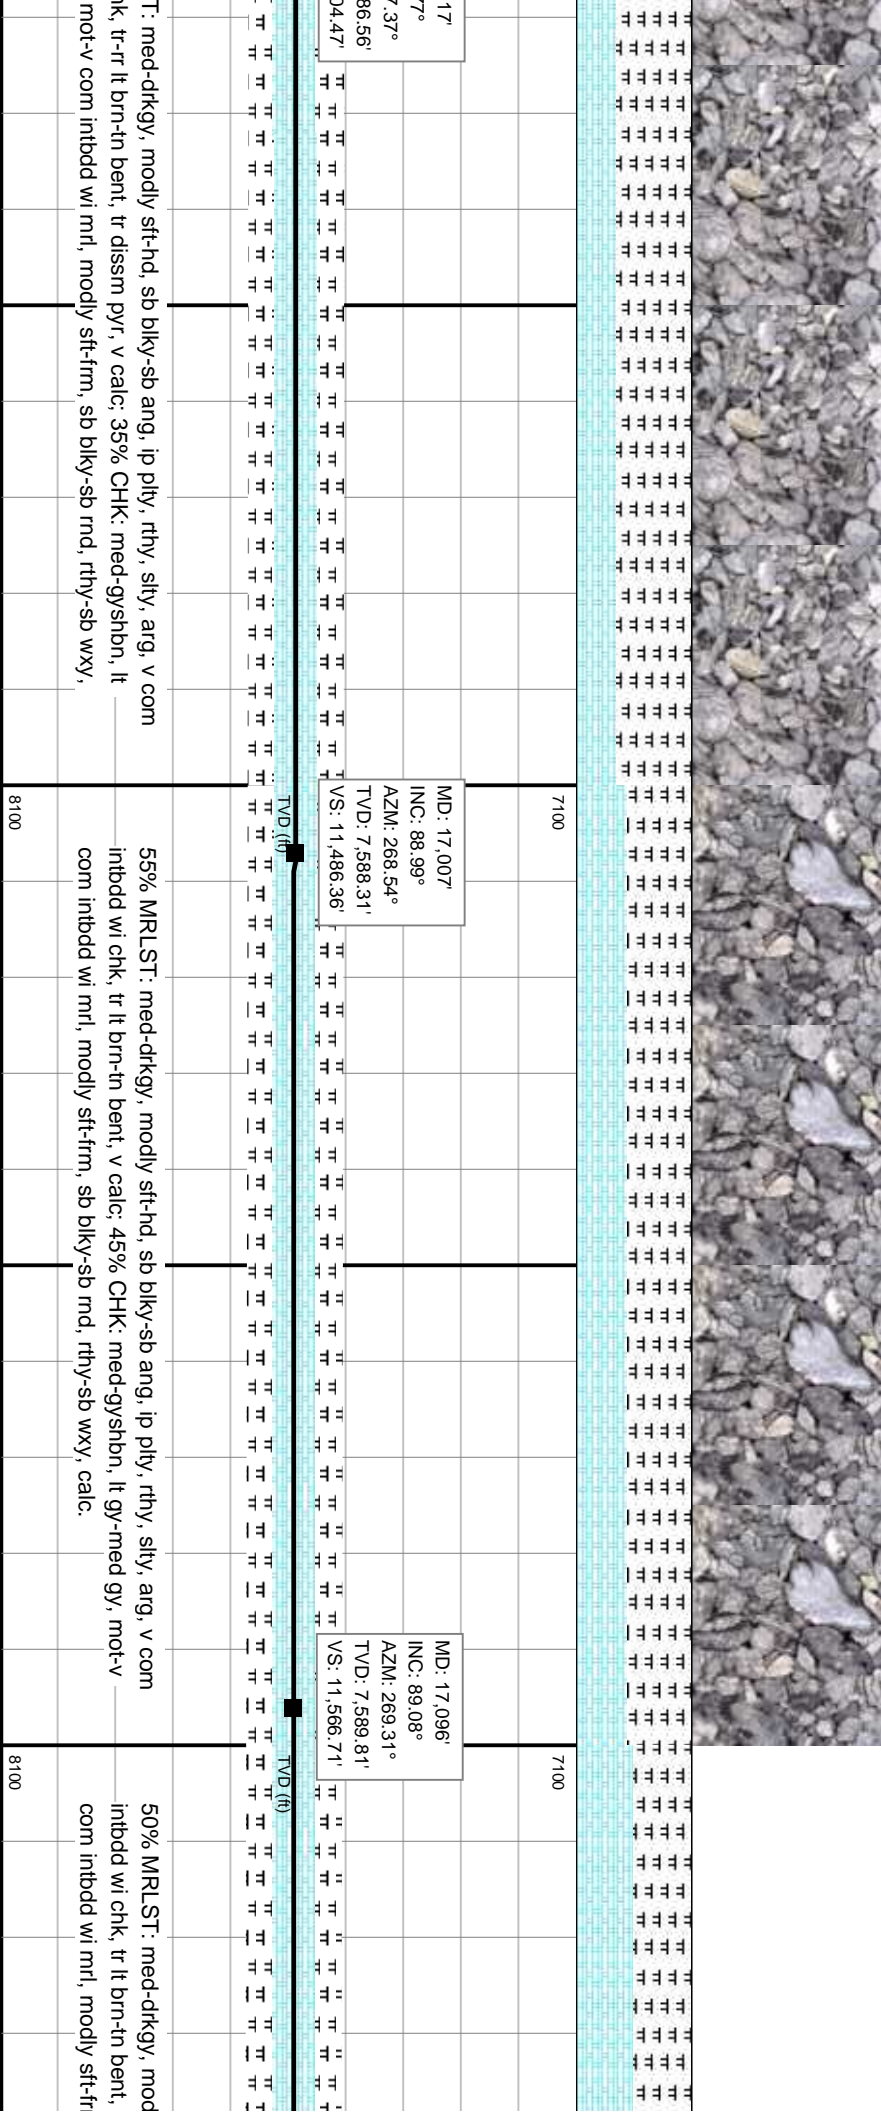 17'
77°
7.37°
86.56'
04.47'
T: med-drkgy, modly sft-hd, sb blky-sb ang, ip plty, rthy, slty, arg, v com
hk, tr-rr lt brn-tn bent, tr dissm pyr, v calc; 35% CHK: med-gyshbn, lt
mot-v com intbdd wi mrl, modly sft-frm, sb blky-sb rnd, rthy-sb wxy,
7100
MD: 17,007'
INC: 88.99°
AZM: 268.54°
TVD: 7,588.31'
VS: 11,486.36'
TVD (ft)
8100
55% MRLST: med-drkgy, modly sft-hd, sb blky-sb ang, ip plty, rthy, slty, arg, v com
intbdd wi chk, tr lt brn-tn bent, v calc; 45% CHK: med-gyshbn, lt gy-med gy, mot-v
com intbdd wi mrl, modly sft-frm, sb blky-sb rnd, rthy-sb wxy, calc.
MD: 17,096'
INC: 89.08°
AZM: 269.31°
TVD: 7,589.81'
VS: 11,566.71'
7100
TVD (ft)
8100
50% MRLST: med-drkgy, mod
intbdd wi chk, tr lt brn-tn bent,
com intbdd wi mrl, modly sft-fr